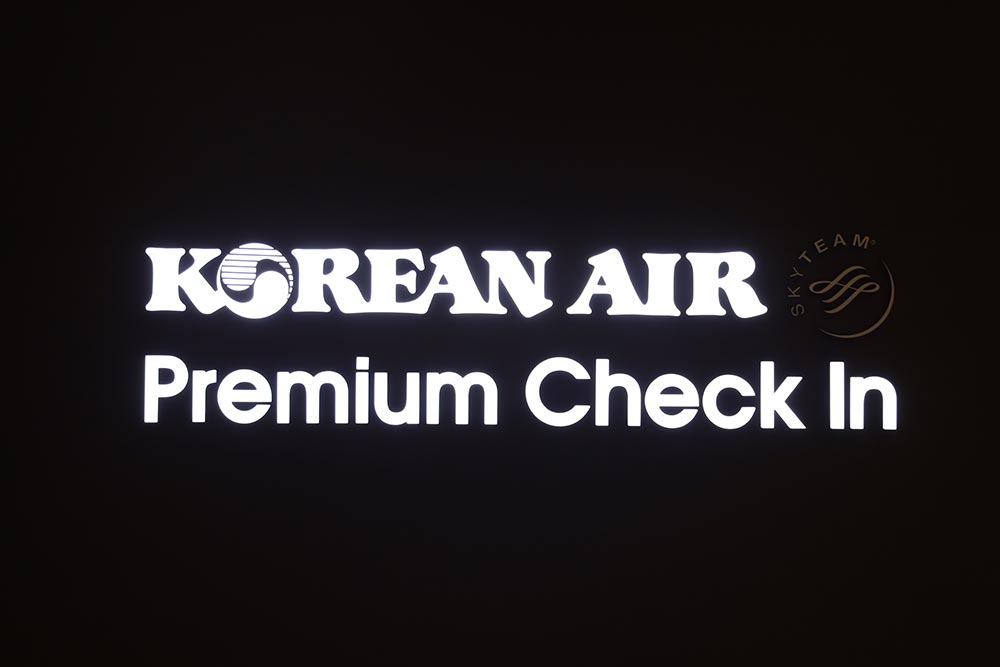 KOREAN AIR
SKYTEAM®
Premium Check In